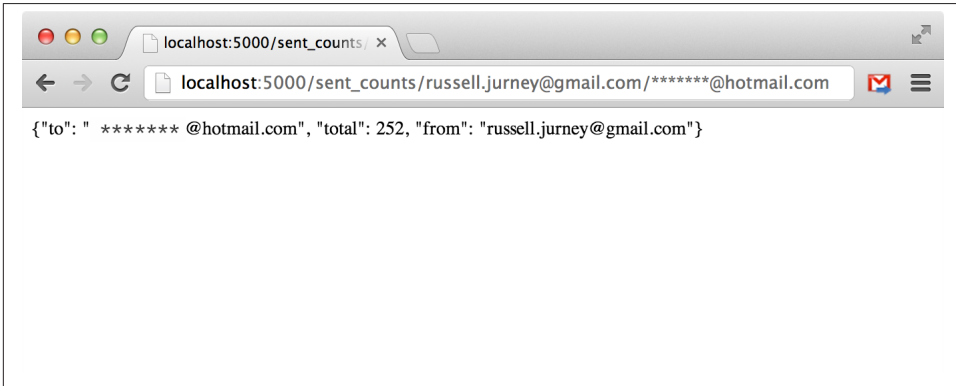 localhost:5000/sent_counts/
localhost:5000/sent_counts/russell.jurney@gmail.com/*******@hotmail.com
{"to": " ******* @hotmail.com", "total": 252, "from": "russell.jurney@gmail.com"}